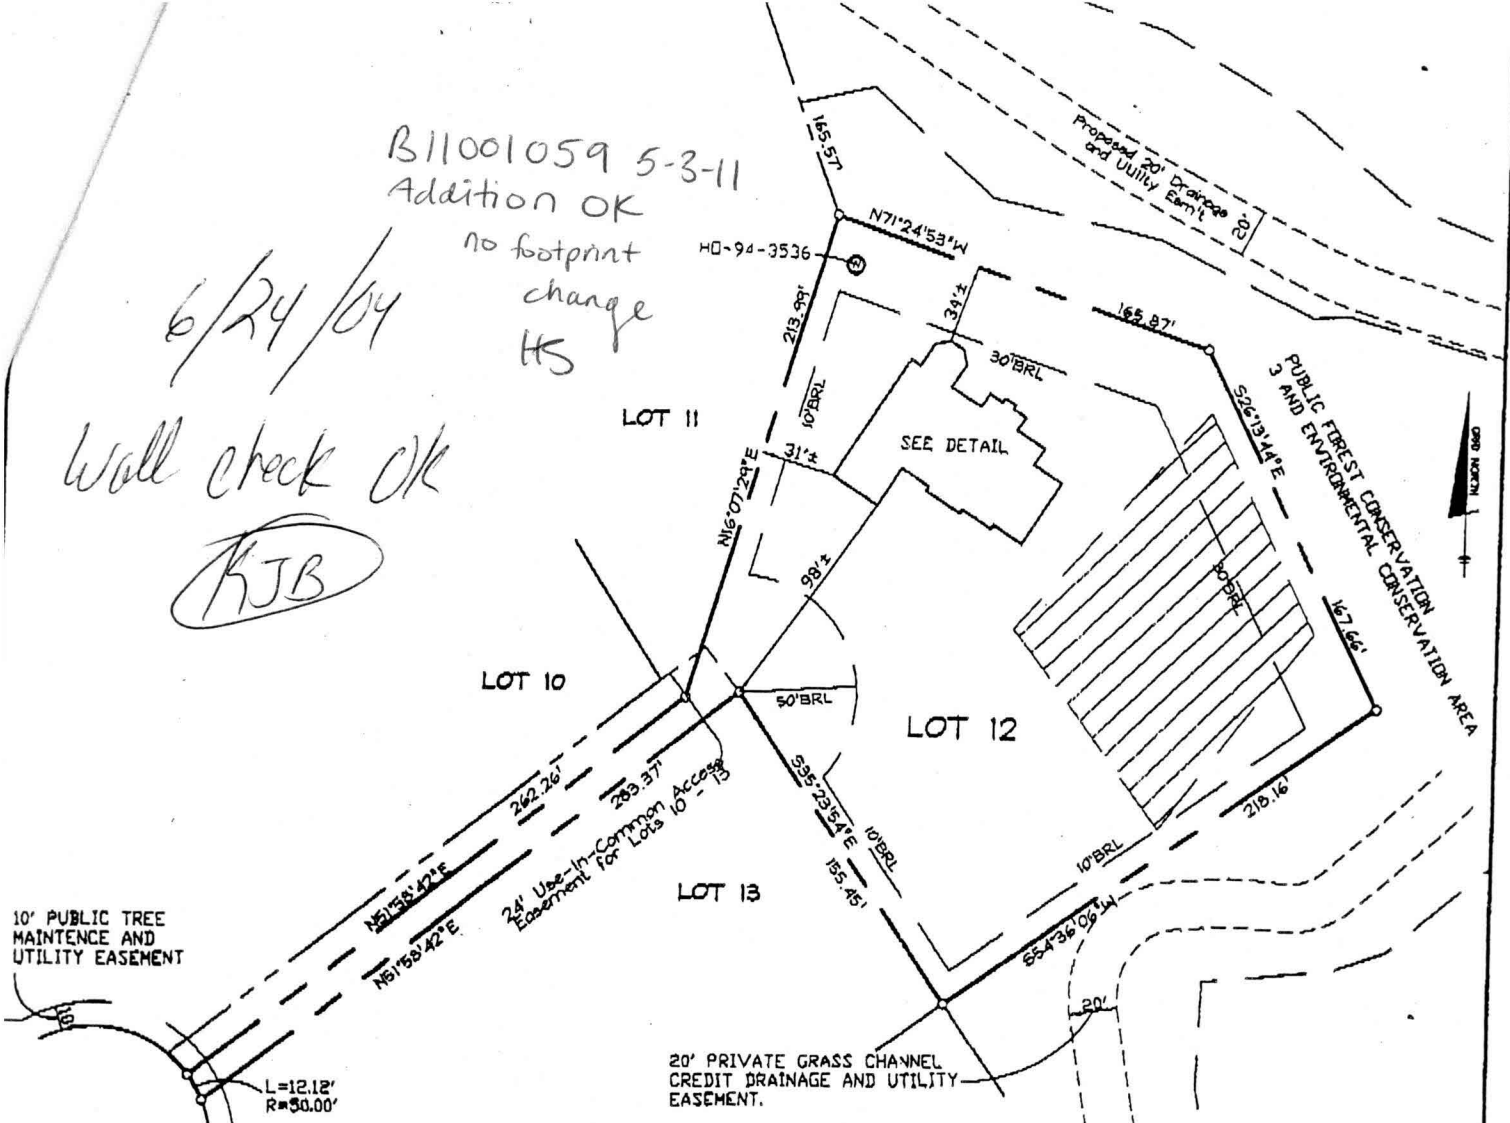 B11001059 5-3-11
Addition OK
no footprint
change
HS
6/24/04
Wall check OK
KJB
165.57'
Proposed 20' Drainage
and Utility Esm't
20'
N71°24'53"W
HO-94-3536
34'±
165.87'
213.99'
30'BRL
10'BRL
LOT 11
31'±
SEE DETAIL
S26°13'44"E
PUBLIC FOREST CONSERVATION
3 AND ENVIRONMENTAL CONSERVATION AREA
GRID NORTH
N16°07'29"E
98'±
30'BRL
167.66'
LOT 10
50'BRL
LOT 12
262.26'
283.37'
24' Use-In-Common Access
Easement for Lots 10 - 13
S35°23'54"E
155.45'
10'BRL
218.16'
10'BRL
LOT 13
N51°58'42"E
N51°58'42"E
S54°36'06"W
10' PUBLIC TREE
MAINTENCE AND
UTILITY EASEMENT
10'
20'
L=12.12'
R=50.00'
20' PRIVATE GRASS CHANNEL
CREDIT DRAINAGE AND UTILITY
EASEMENT.